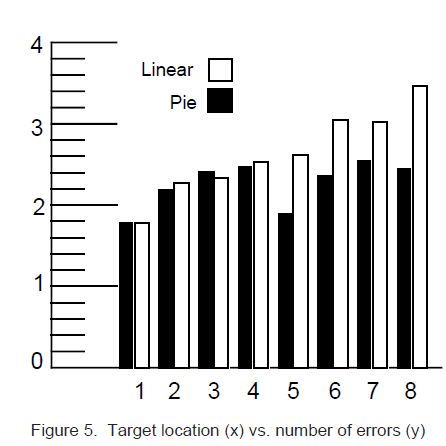 4
Linear
Pie
3
2
1
0
1 2 3 4 5 6 7 8
Figure 5. Target location (x) vs. number of errors (y)